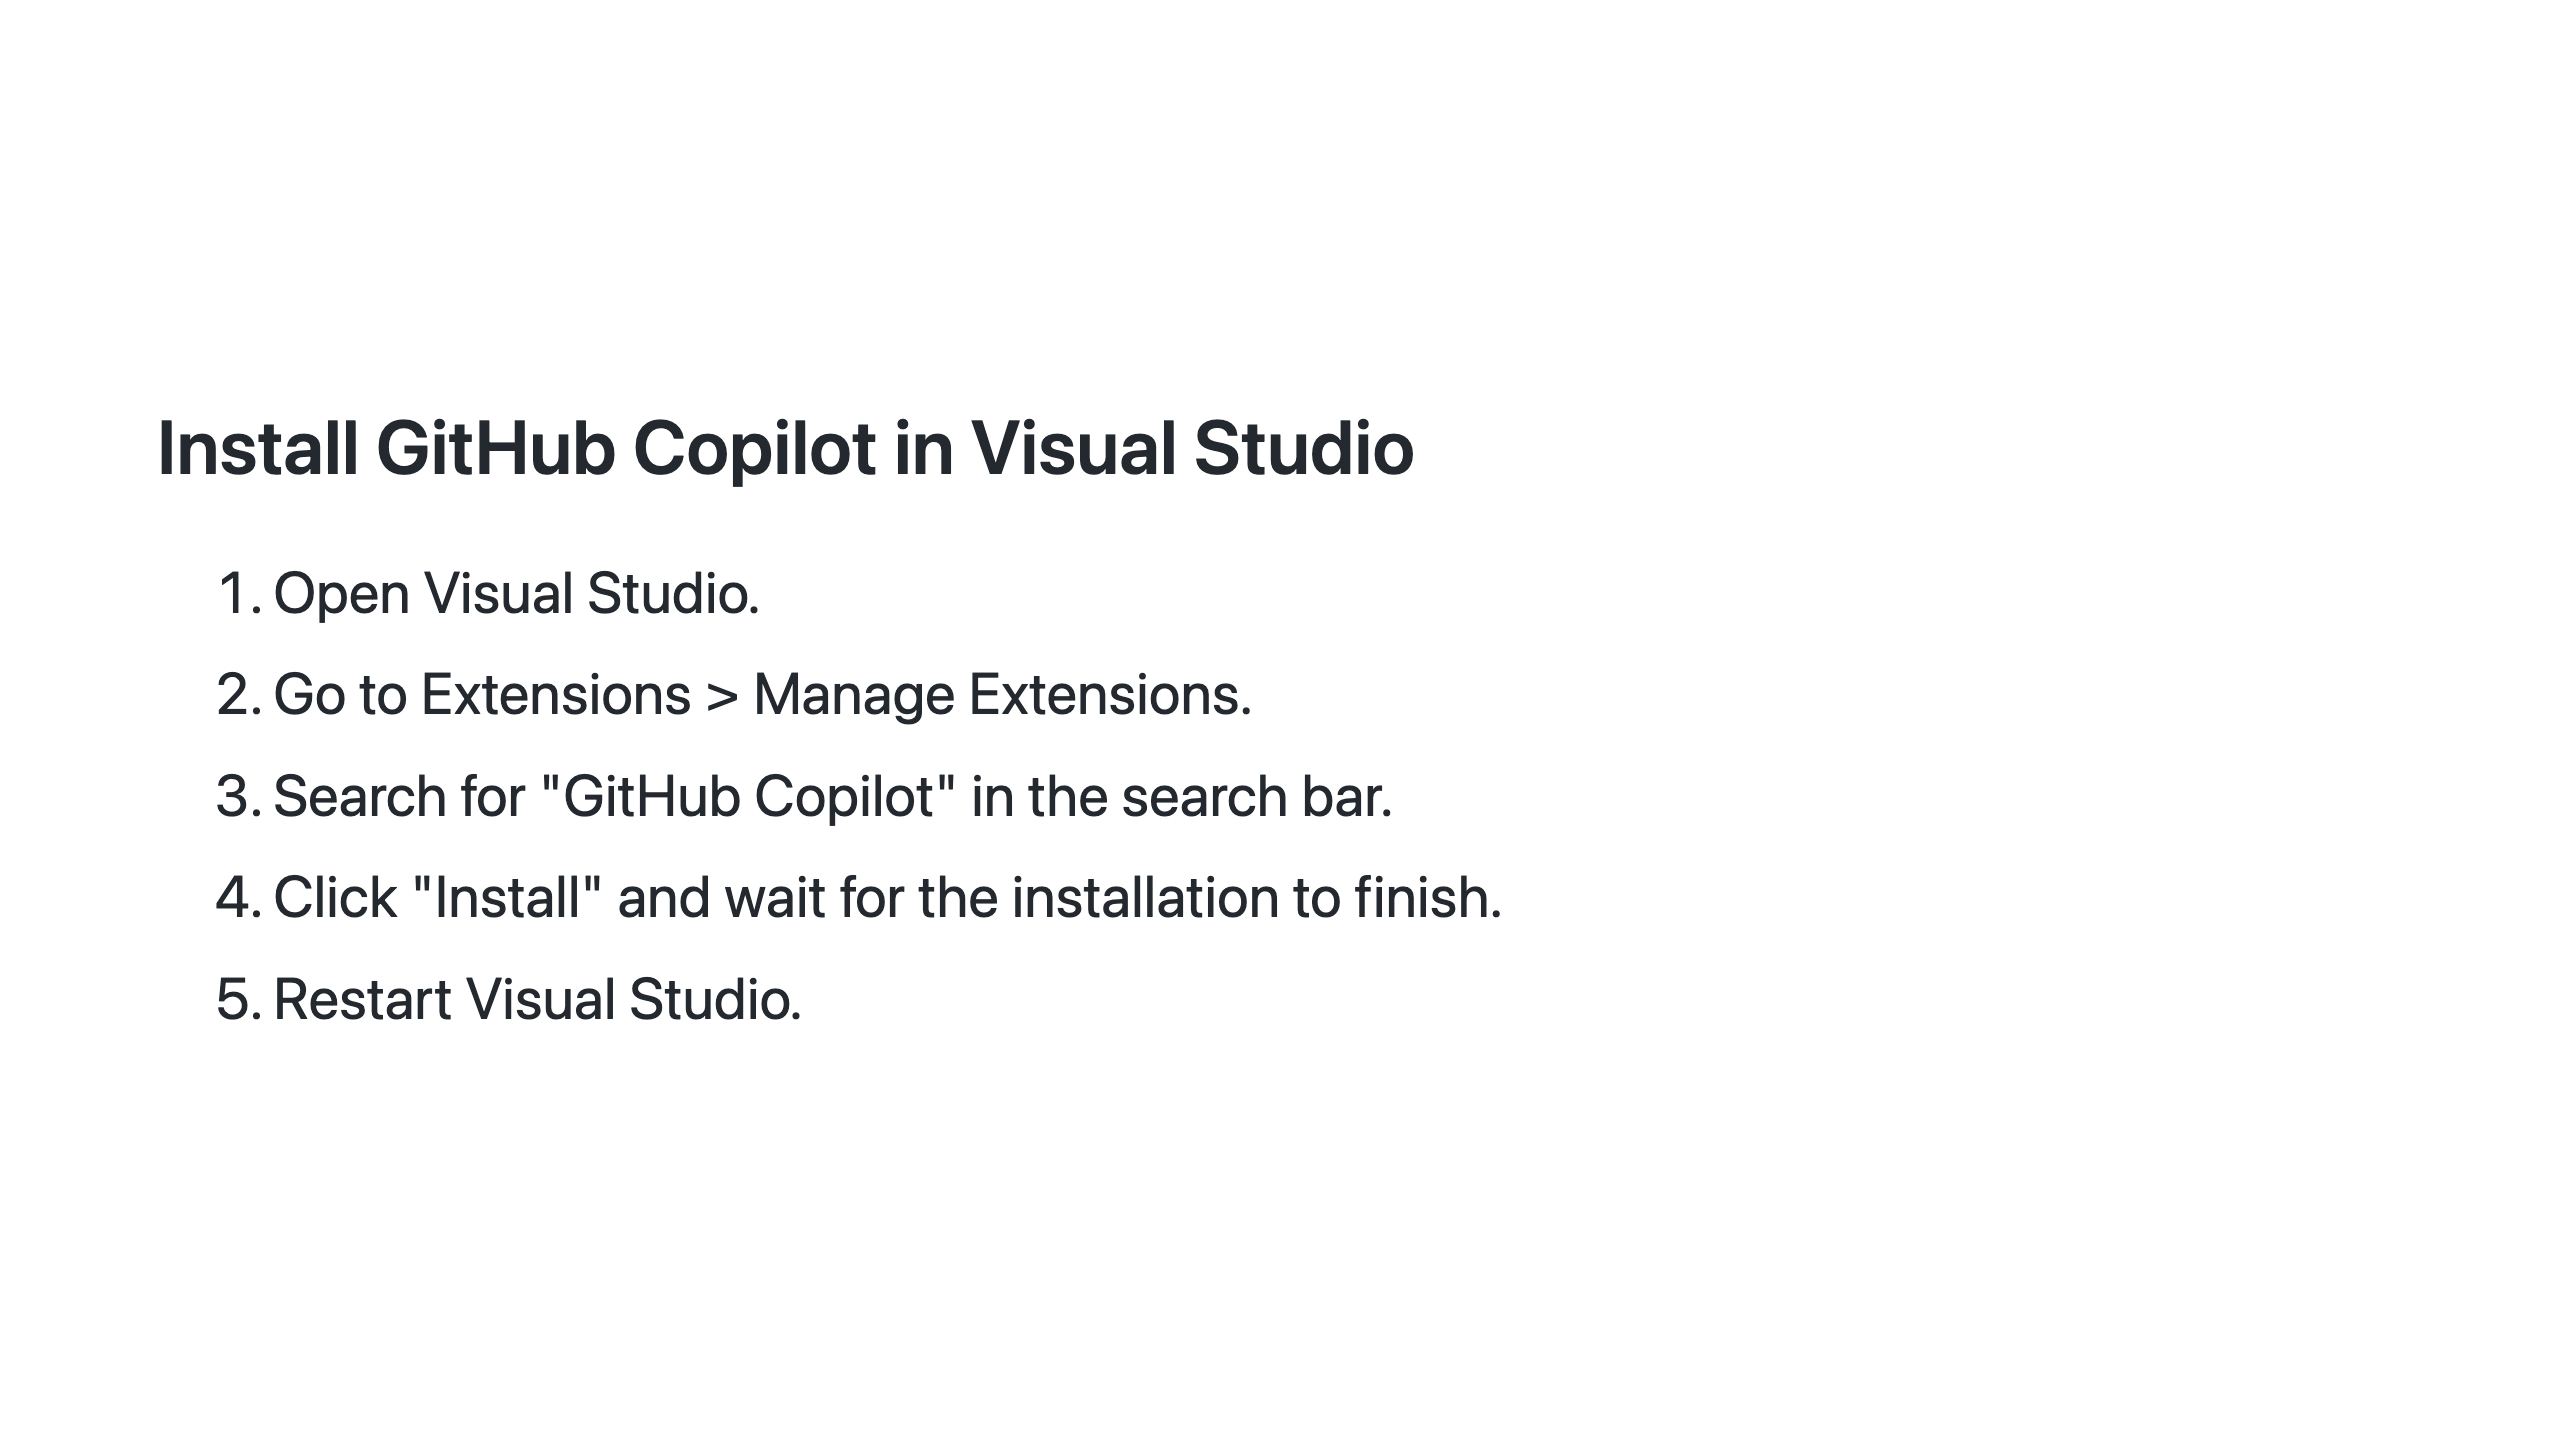 Install GitHub Copilot in Visual Studio
1. Open Visual Studio.
2. Go to Extensions > Manage Extensions.
3. Search for "GitHub Copilot" in the search bar.
4. Click "Install" and wait for the installation to finish.
5. Restart Visual Studio.